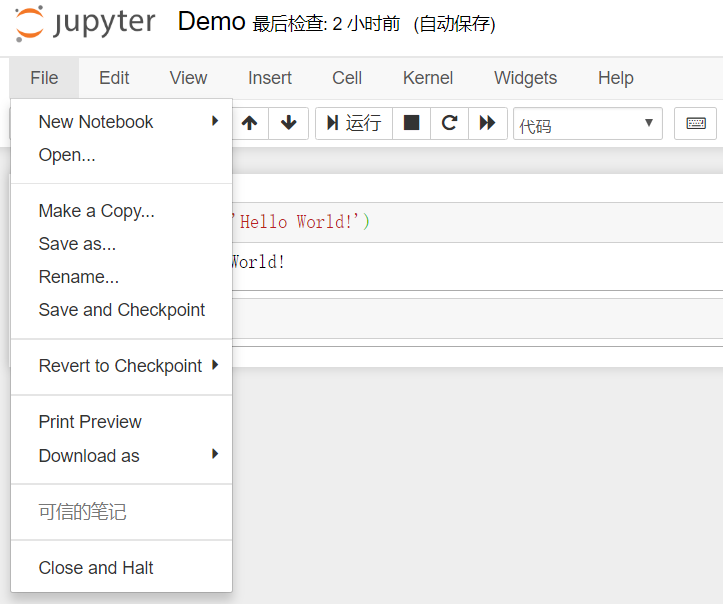 jupyter Demo 最后检查: 2 小时前 (自动保存)
File Edit View Insert Cell Kernel Widgets Help
运行 代码
New Notebook
Open...
Make a Copy...
Save as...
Rename...
Save and Checkpoint
Revert to Checkpoint
Print Preview
Download as
可信的笔记
Close and Halt
'Hello World!')
World!